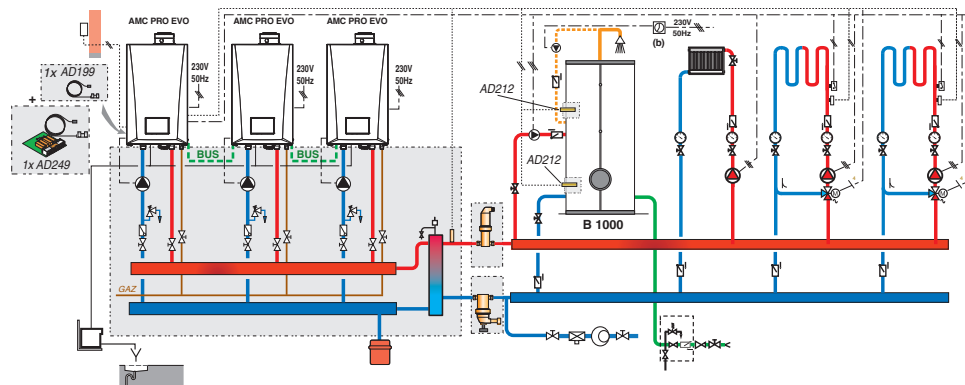 AMC PRO EVO
AMC PRO EVO
AMC PRO EVO
230V
50Hz
(b)
1x AD199
+
1x AD249
230V
50Hz
230V
50Hz
230V
50Hz
AD212
AD212
BUS
BUS
M
M
B 1000
GAZ